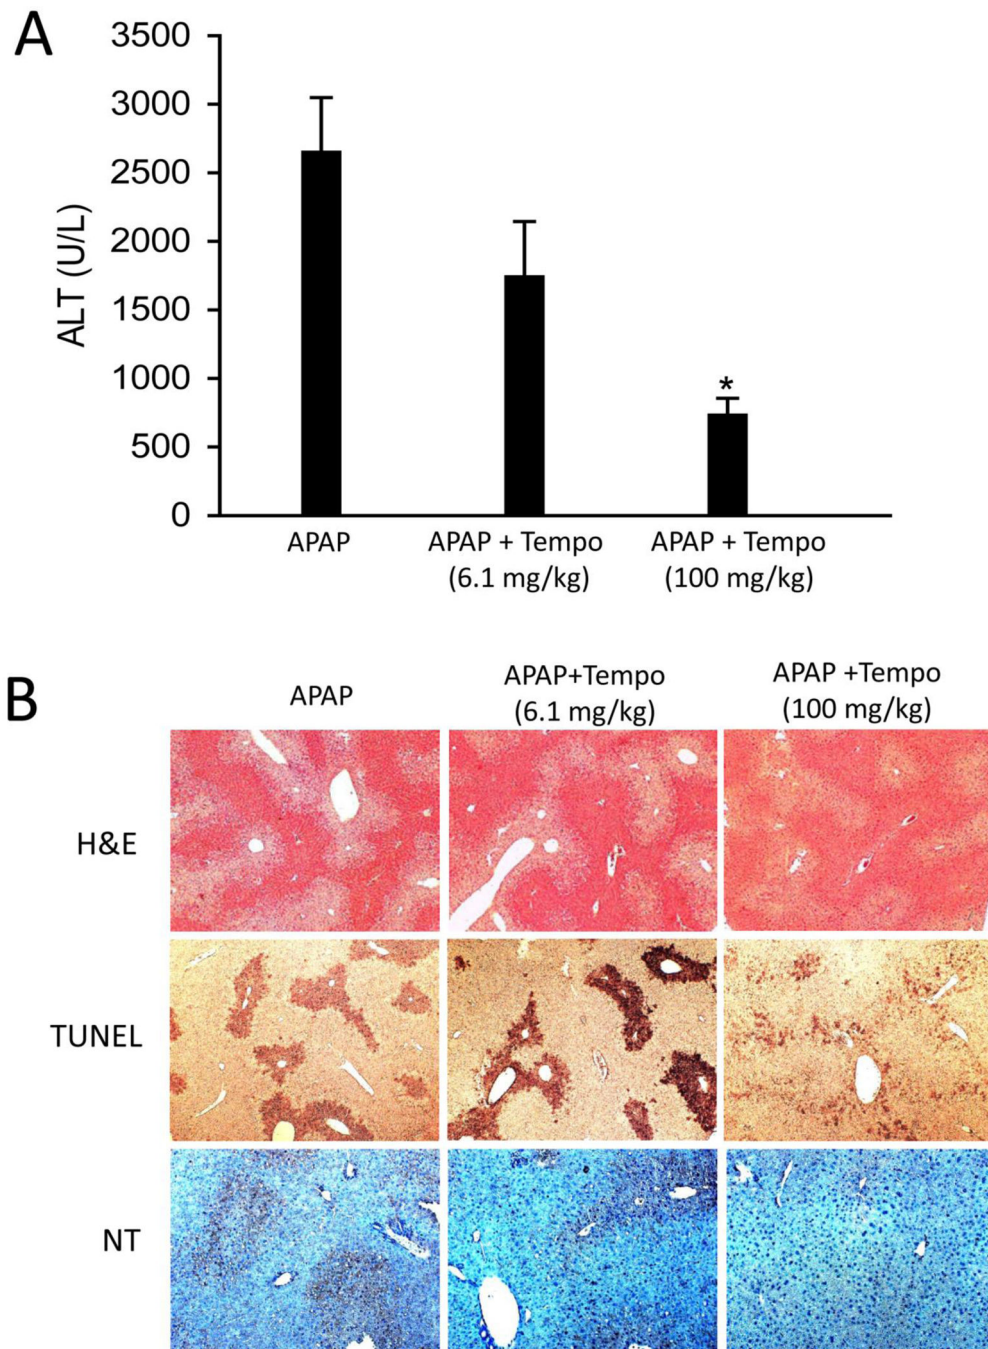 A
3500
3000
2500
2000
1500
1000
500
0
ALT (U/L)
*
APAP
APAP + Tempo
(6.1 mg/kg)
APAP + Tempo
(100 mg/kg)
B
APAP
APAP+Tempo
(6.1 mg/kg)
APAP +Tempo
(100 mg/kg)
H&E
TUNEL
NT